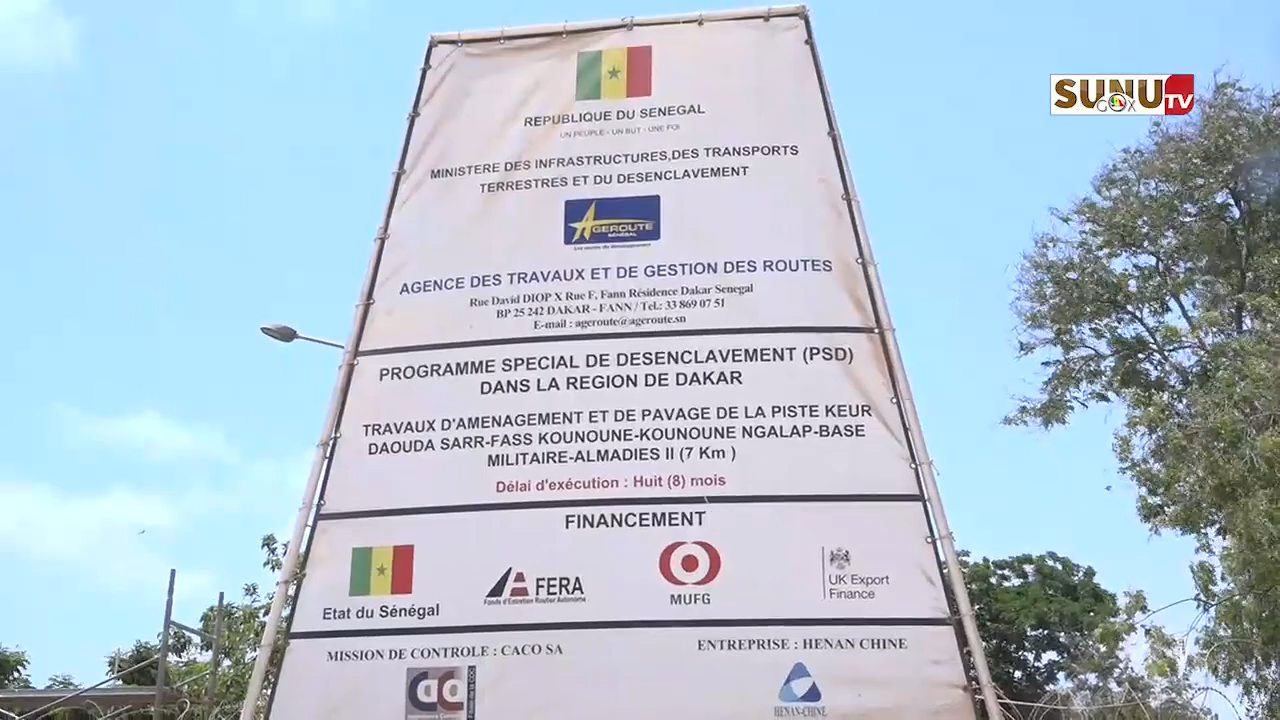 SUNU
GOX
TV
REPUBLIQUE DU SENEGAL
UN PEUPLE - UN BUT - UNE FOI
MINISTERE DES INFRASTRUCTURES,DES TRANSPORTS
TERRESTRES ET DU DESENCLAVEMENT
AGEROUTE
SÉNÉGAL
AGENCE DES TRAVAUX ET DE GESTION DES ROUTES
Rue David DIOP X Rue F, Fann Résidence Dakar Senegal
BP 25 242 DAKAR - FANN / Tel.: 33 869 07 51
E-mail : ageroute@ageroute.sn
PROGRAMME SPECIAL DE DESENCLAVEMENT (PSD)
DANS LA REGION DE DAKAR
TRAVAUX D'AMENAGEMENT ET DE PAVAGE DE LA PISTE KEUR
DAOUDA SARR-FASS KOUNOUNE-KOUNOUNE NGALAP-BASE
MILITAIRE-ALMADIES II (7 Km )
Délai d'exécution : Huit (8) mois
FINANCEMENT
Etat du Sénégal
FERA
Fonds d'Entretien Routier Autonome
MUFG
UK Export
Finance
MISSION DE CONTROLE : CACO SA
ENTREPRISE : HENAN CHINE
HENAN-CHINE